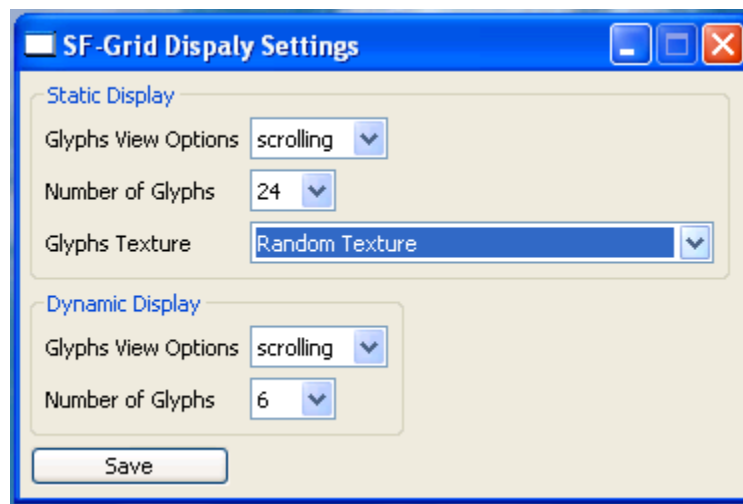 SF-Grid Dispaly Settings
Static Display
Glyphs View Options scrolling
Number of Glyphs 24
Glyphs Texture Random Texture
Dynamic Display
Glyphs View Options scrolling
Number of Glyphs 6
Save